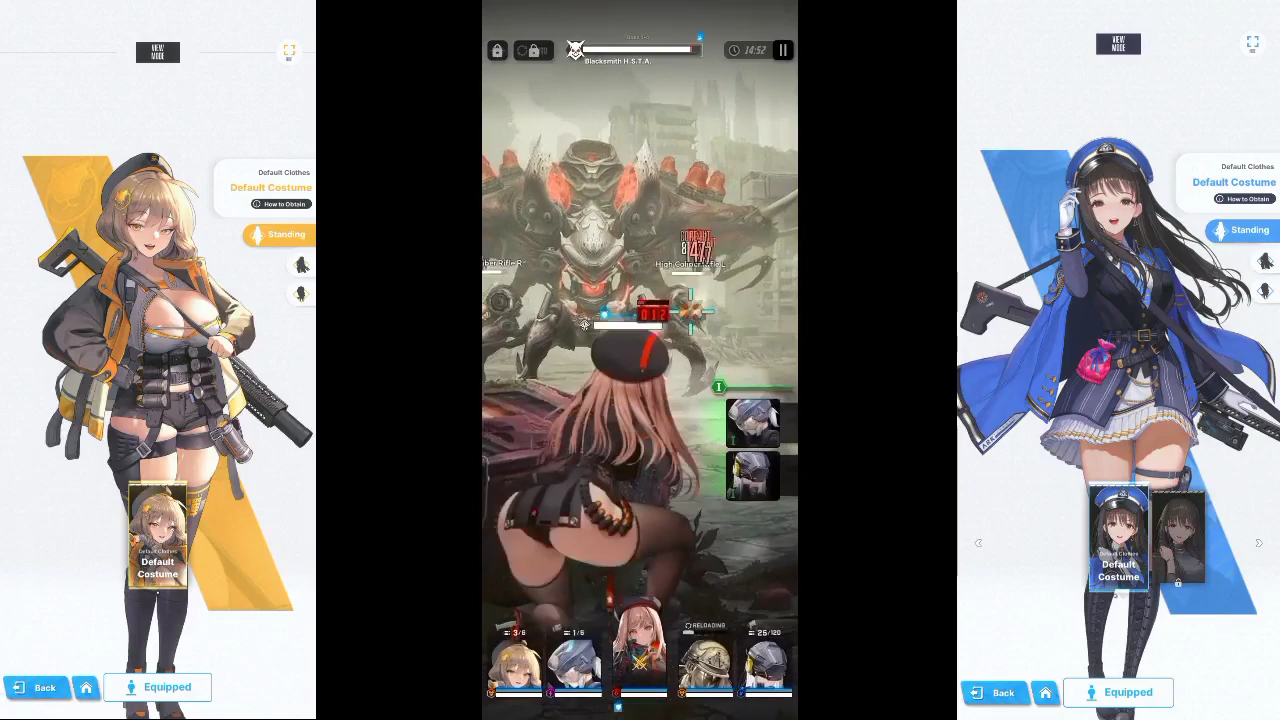 VIEW
MODE
Default Clothes
Default Costume
How to Obtain
Standing
Default Clothes
Default
Costume
Back
Equipped
Blacksmith H.S.T.A.
14:52
High Caliber Rifle L
012
I
3/6
1/6
RELOADING
25/120
VIEW
MODE
Default Clothes
Default Costume
How to Obtain
Standing
Default Clothes
Default
Costume
Back
Equipped